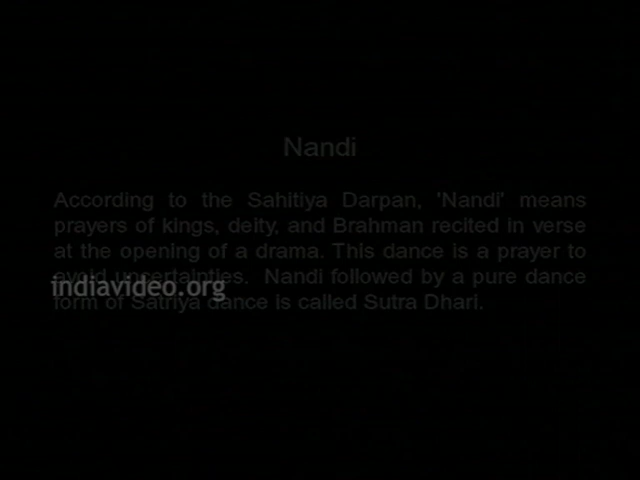 Nandi
According to the Sahitiya Darpan, 'Nandi' means
prayers of kings, deity, and Brahman recited in verse
at the opening of a drama. This dance is a prayer to
avoid uncertainties. Nandi followed by a pure dance
indiavideo.org
form of Satriya dance is called Sutra Dhari.